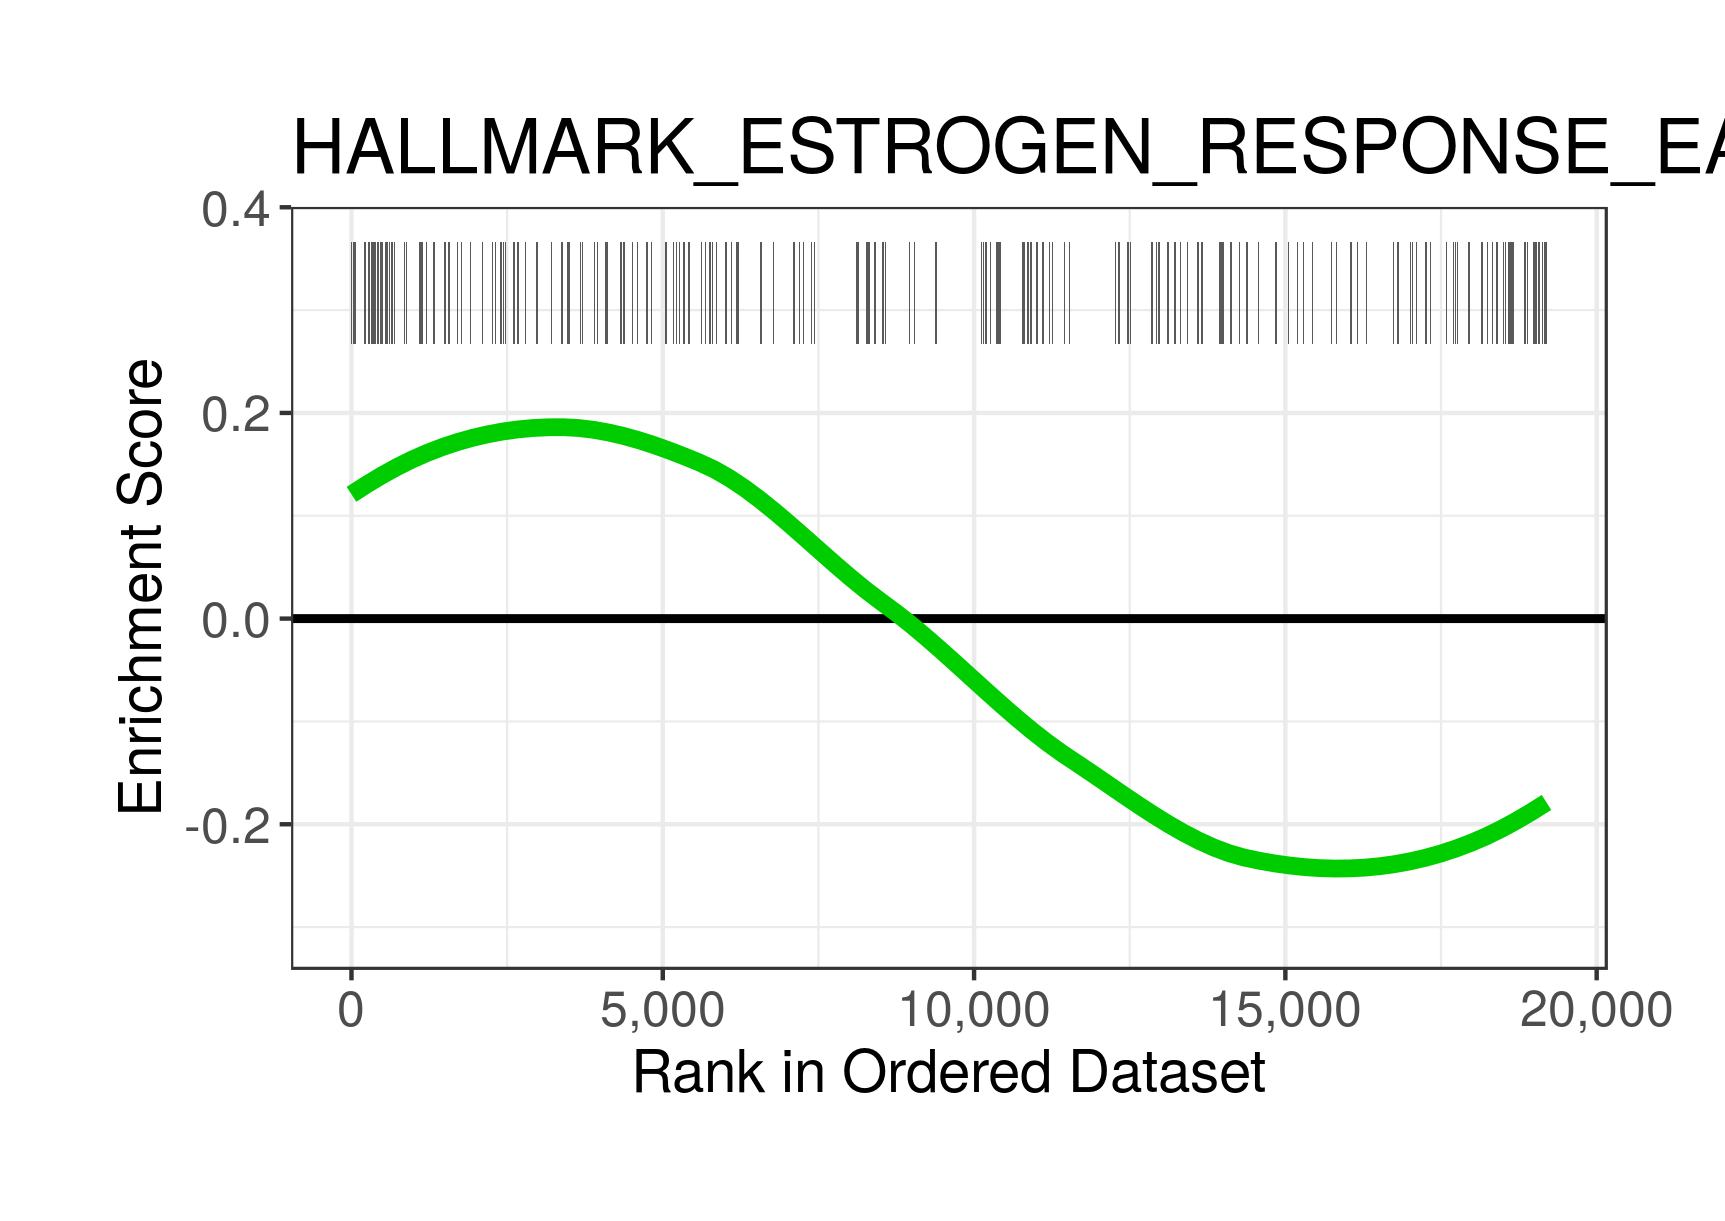 HALLMARK_ESTROGEN_RESPONSE_EA
0.4
0.2
0.0
-0.2
Enrichment Score
0 5,000 10,000 15,000 20,000
Rank in Ordered Dataset